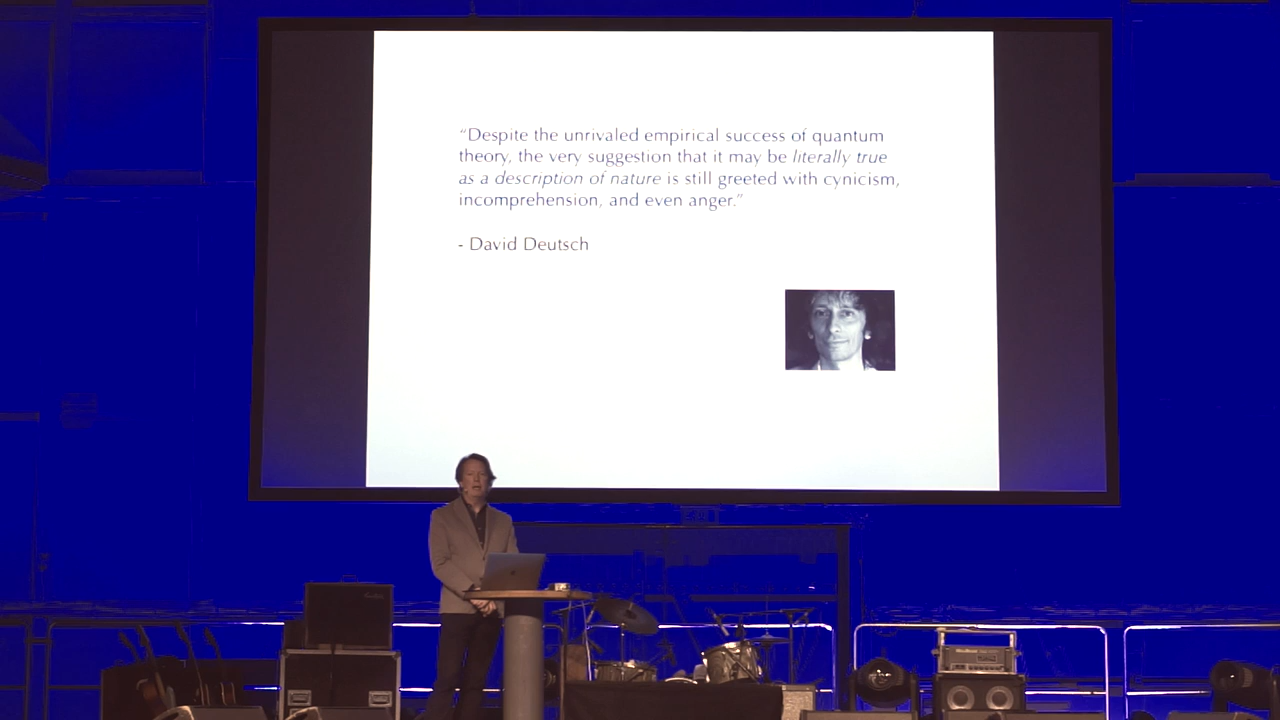 “Despite the unrivaled empirical success of quantum
theory, the very suggestion that it may be literally true
as a description of nature is still greeted with cynicism,
incomprehension, and even anger.”
- David Deutsch